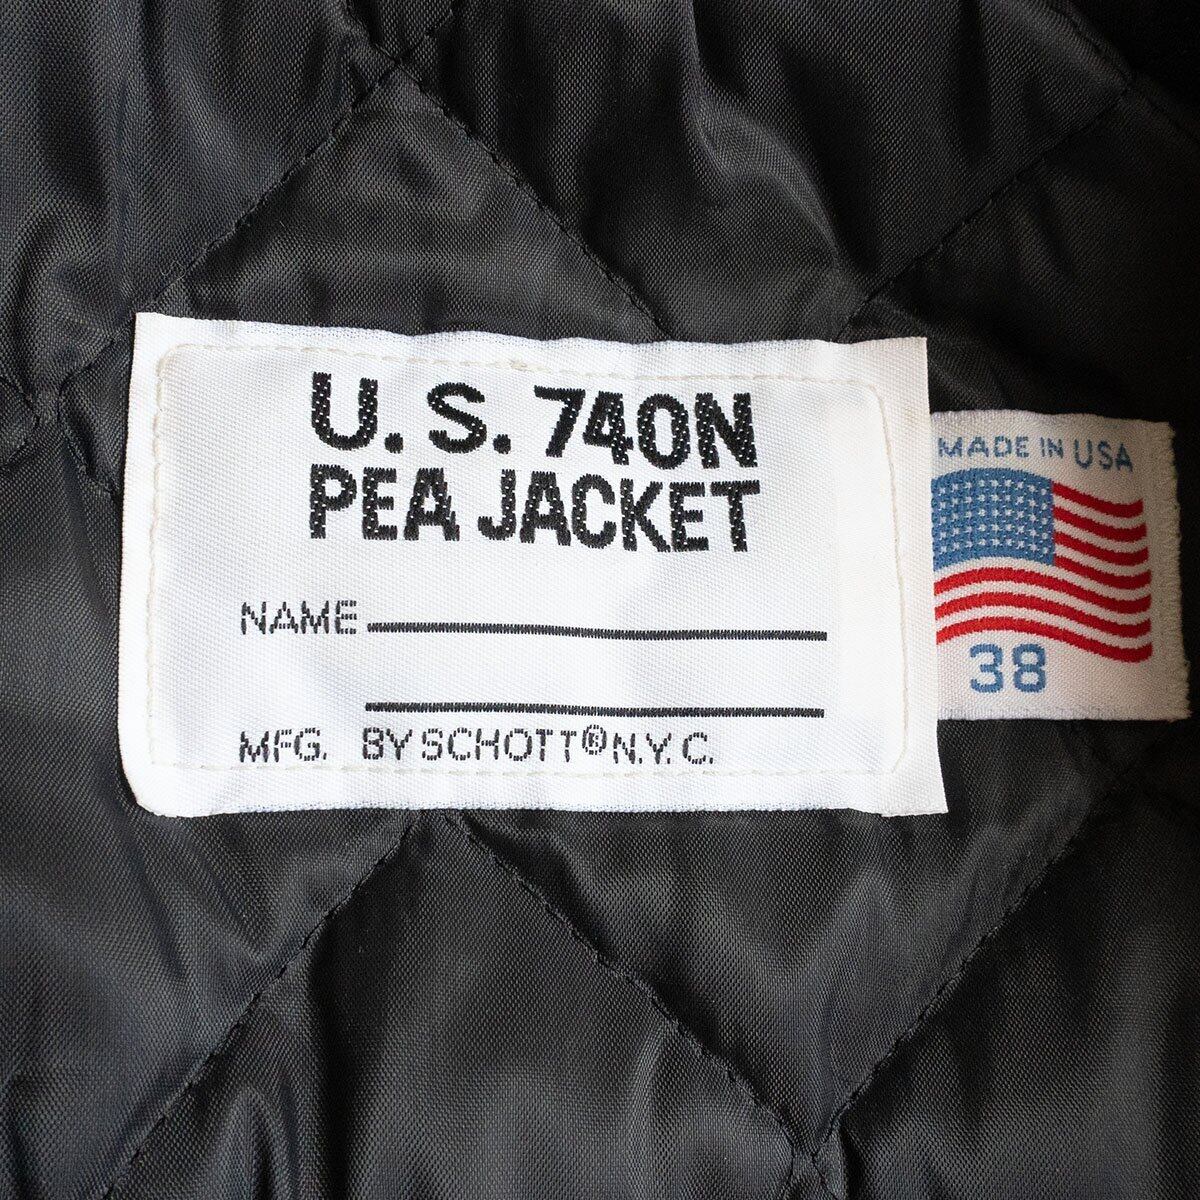 U. S. 740N
PEA JACKET
NAME
MFG. BY SCHOTT® N.Y.C.
MADE IN USA
38